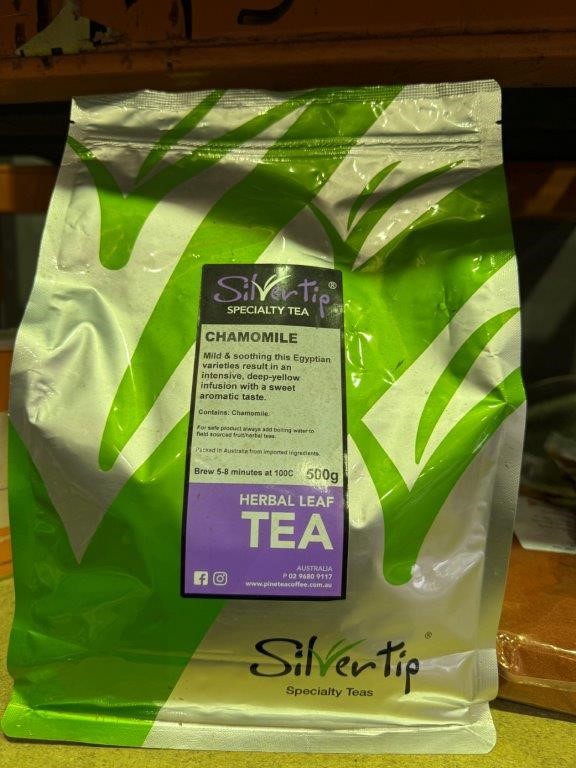 Silvertip®
SPECIALTY TEA
CHAMOMILE
Mild & soothing this Egyptian
varieties result in an
intensive, deep-yellow
infusion with a sweet
aromatic taste.
Contains: Chamomile.
For safe product always add boiling water to
field sourced fruit/herbal teas.
Packed in Australia from imported ingredients.
Brew 5-8 minutes at 100C 500g
HERBAL LEAF
TEA
AUSTRALIA
P 02 9680 9117
www.pineteacoffee.com.au
Silvertip®
Specialty Teas